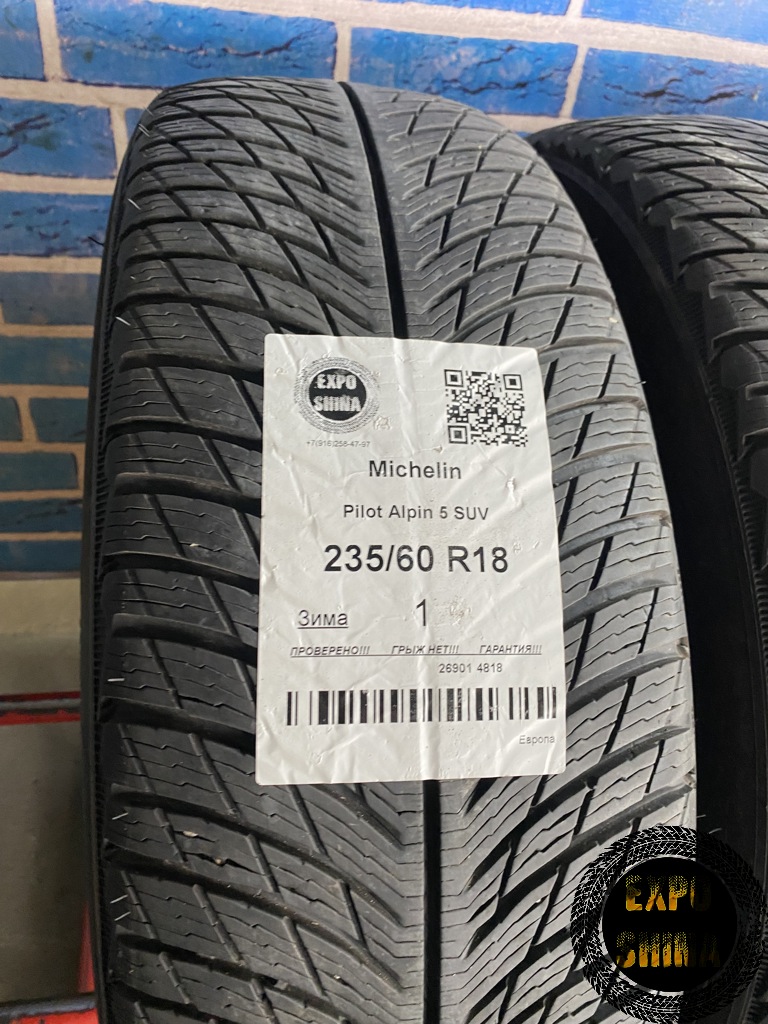 EXPO
SHINA
+7(916)258-47-97
Michelin
Pilot Alpin 5 SUV
235/60 R18
Зима 1
ПРОВЕРЕНО!!! ГРЫЖ НЕТ!!! ГАРАНТИЯ!!!
26901 4818
Европа
EXPO
SHINA